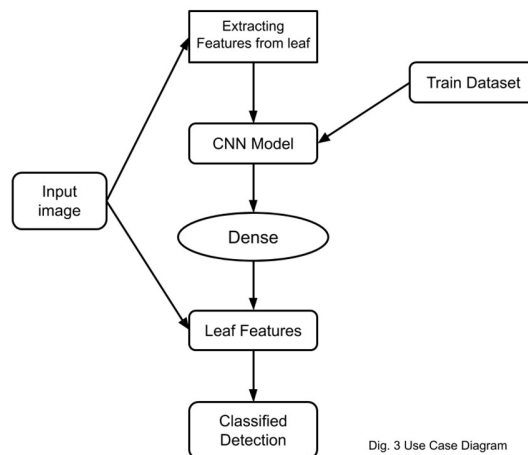 Extracting
Features from leaf
Train Dataset
CNN Model
Input
image
Dense
Leaf Features
Classified
Detection
Dig. 3 Use Case Diagram